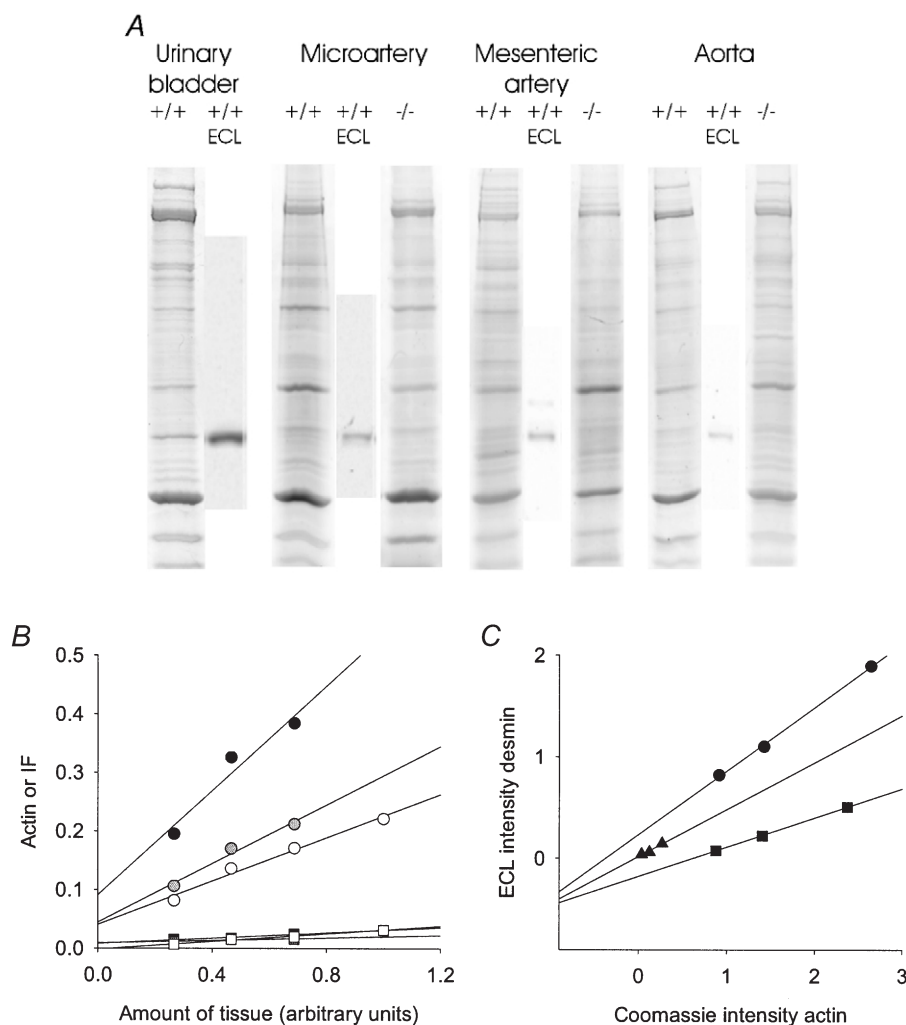 A
Urinary bladder
+/+
+/+ ECL
Microartery
+/+
+/+ ECL
-/-
Mesenteric artery
+/+
+/+ ECL
-/-
Aorta
+/+
+/+ ECL
-/-
B
Actin or IF
0.5
0.4
0.3
0.2
0.1
0.0
0.0 0.4 0.8 1.2
Amount of tissue (arbitrary units)
C
ECL intensity desmin
2
1
0
0 1 2 3
Coomassie intensity actin